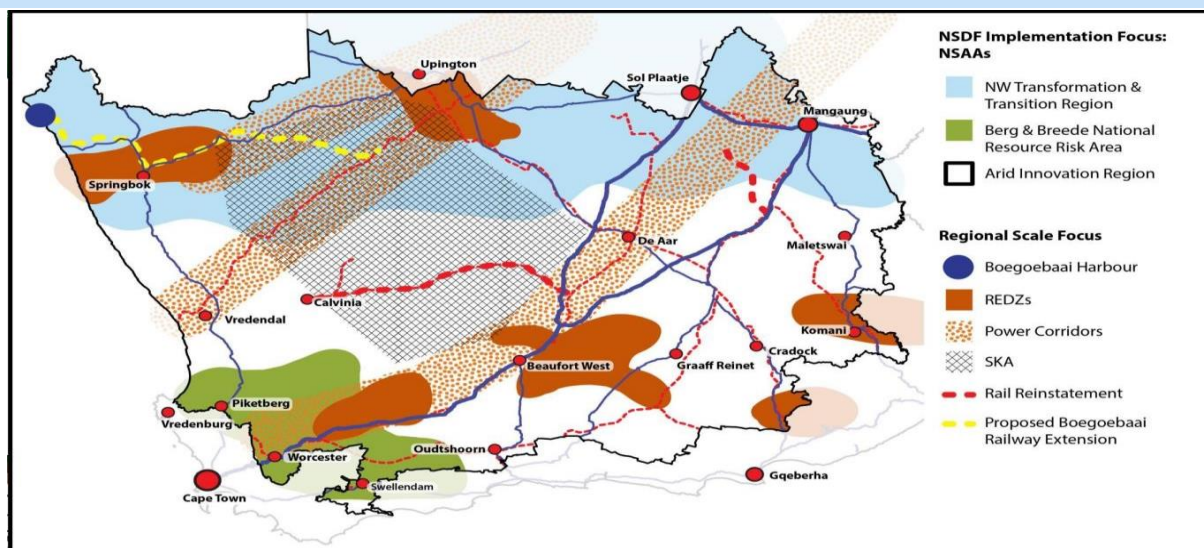 Upington
Sol Plaatje
Mangaung
Springbok
De Aar
Maletswai
Calvinia
Vredendal
Komani
Cradock
Beaufort West
Graaff Reinet
Piketberg
Vredenburg
Oudtshoorn
Worcester
Swellendam
Cape Town
Gqeberha
NSDF Implementation Focus:
NSAAs
NW Transformation &
Transition Region
Berg & Breede National
Resource Risk Area
Arid Innovation Region
Regional Scale Focus
Boegoebaai Harbour
REDZs
Power Corridors
SKA
Rail Reinstatement
Proposed Boegoebaai
Railway Extension